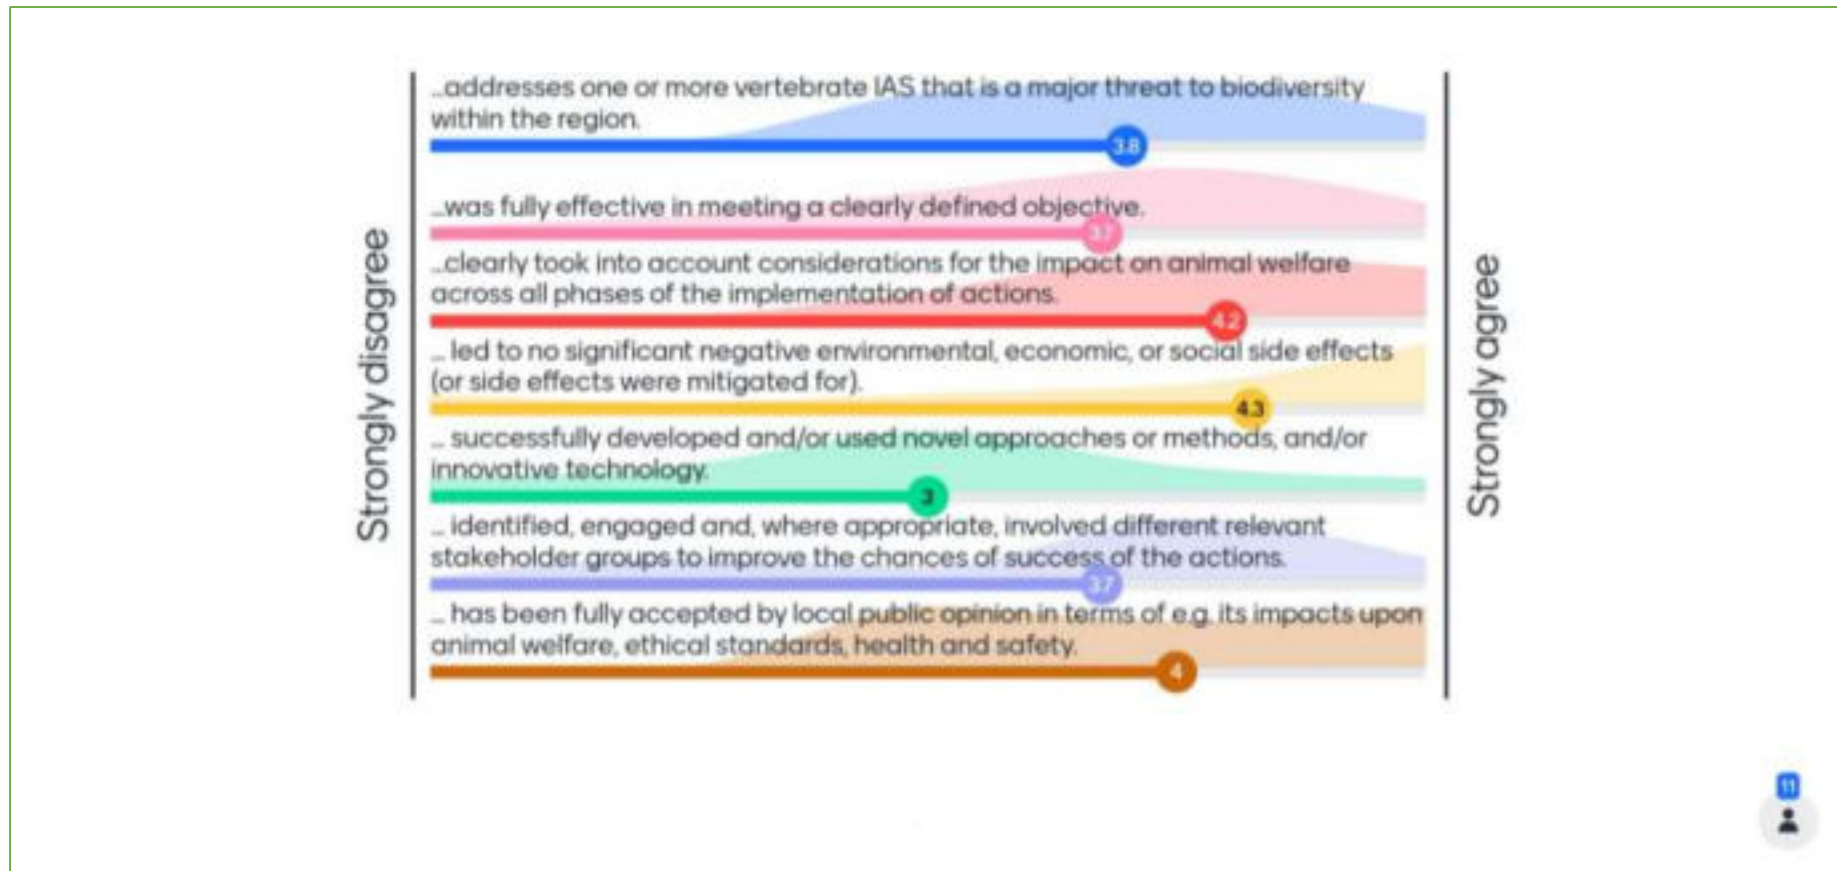 Strongly disagree
...addresses one or more vertebrate IAS that is a major threat to biodiversity
within the region.
3.8
...was fully effective in meeting a clearly defined objective.
3.7
...clearly took into account considerations for the impact on animal welfare
across all phases of the implementation of actions.
4.2
... led to no significant negative environmental, economic, or social side effects
(or side effects were mitigated for).
4.3
... successfully developed and/or used novel approaches or methods, and/or
innovative technology.
3
... identified, engaged and, where appropriate, involved different relevant
stakeholder groups to improve the chances of success of the actions.
3.7
... has been fully accepted by local public opinion in terms of e.g. its impacts upon
animal welfare, ethical standards, health and safety.
4
Strongly agree
11